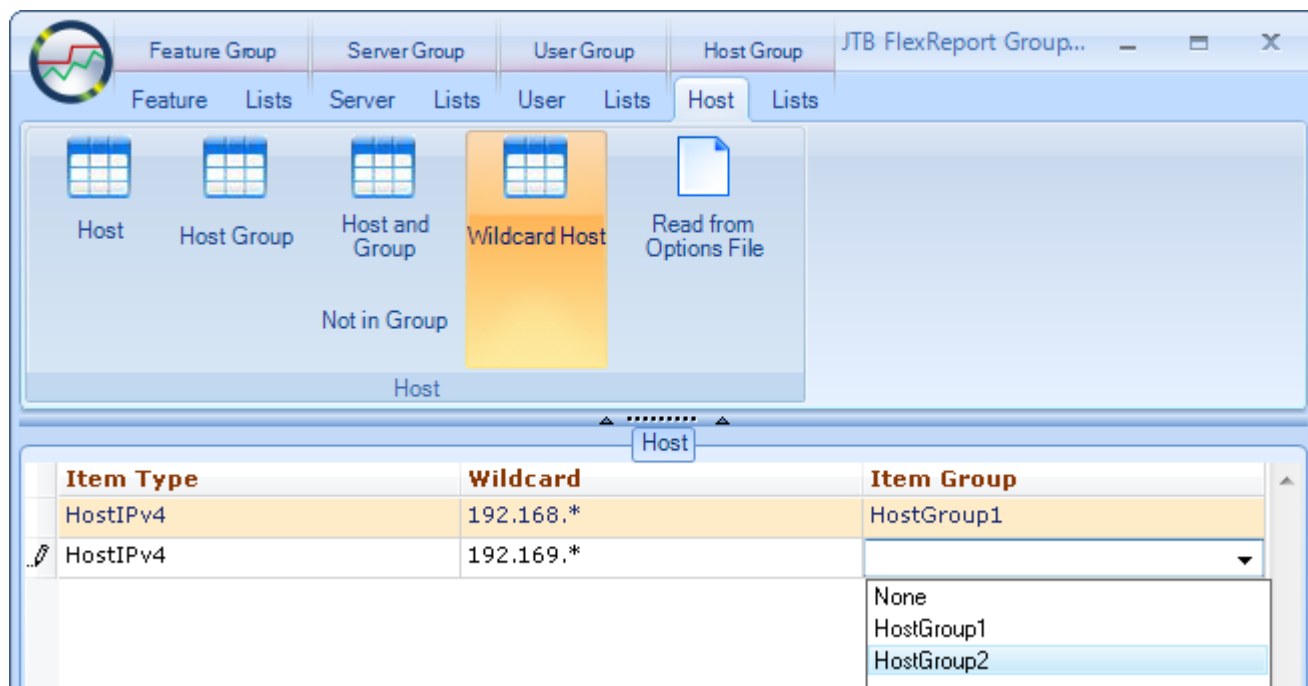 Feature Group Server Group User Group Host Group JTB FlexReport Group...
Feature Lists Server Lists User Lists Host Lists
Host Host Group Host and Group Wildcard Host Read from Options File
Not in Group
Host
Host
Item Type Wildcard Item Group
HostIPv4 192.168.* HostGroup1
HostIPv4 192.169.*
None
HostGroup1
HostGroup2